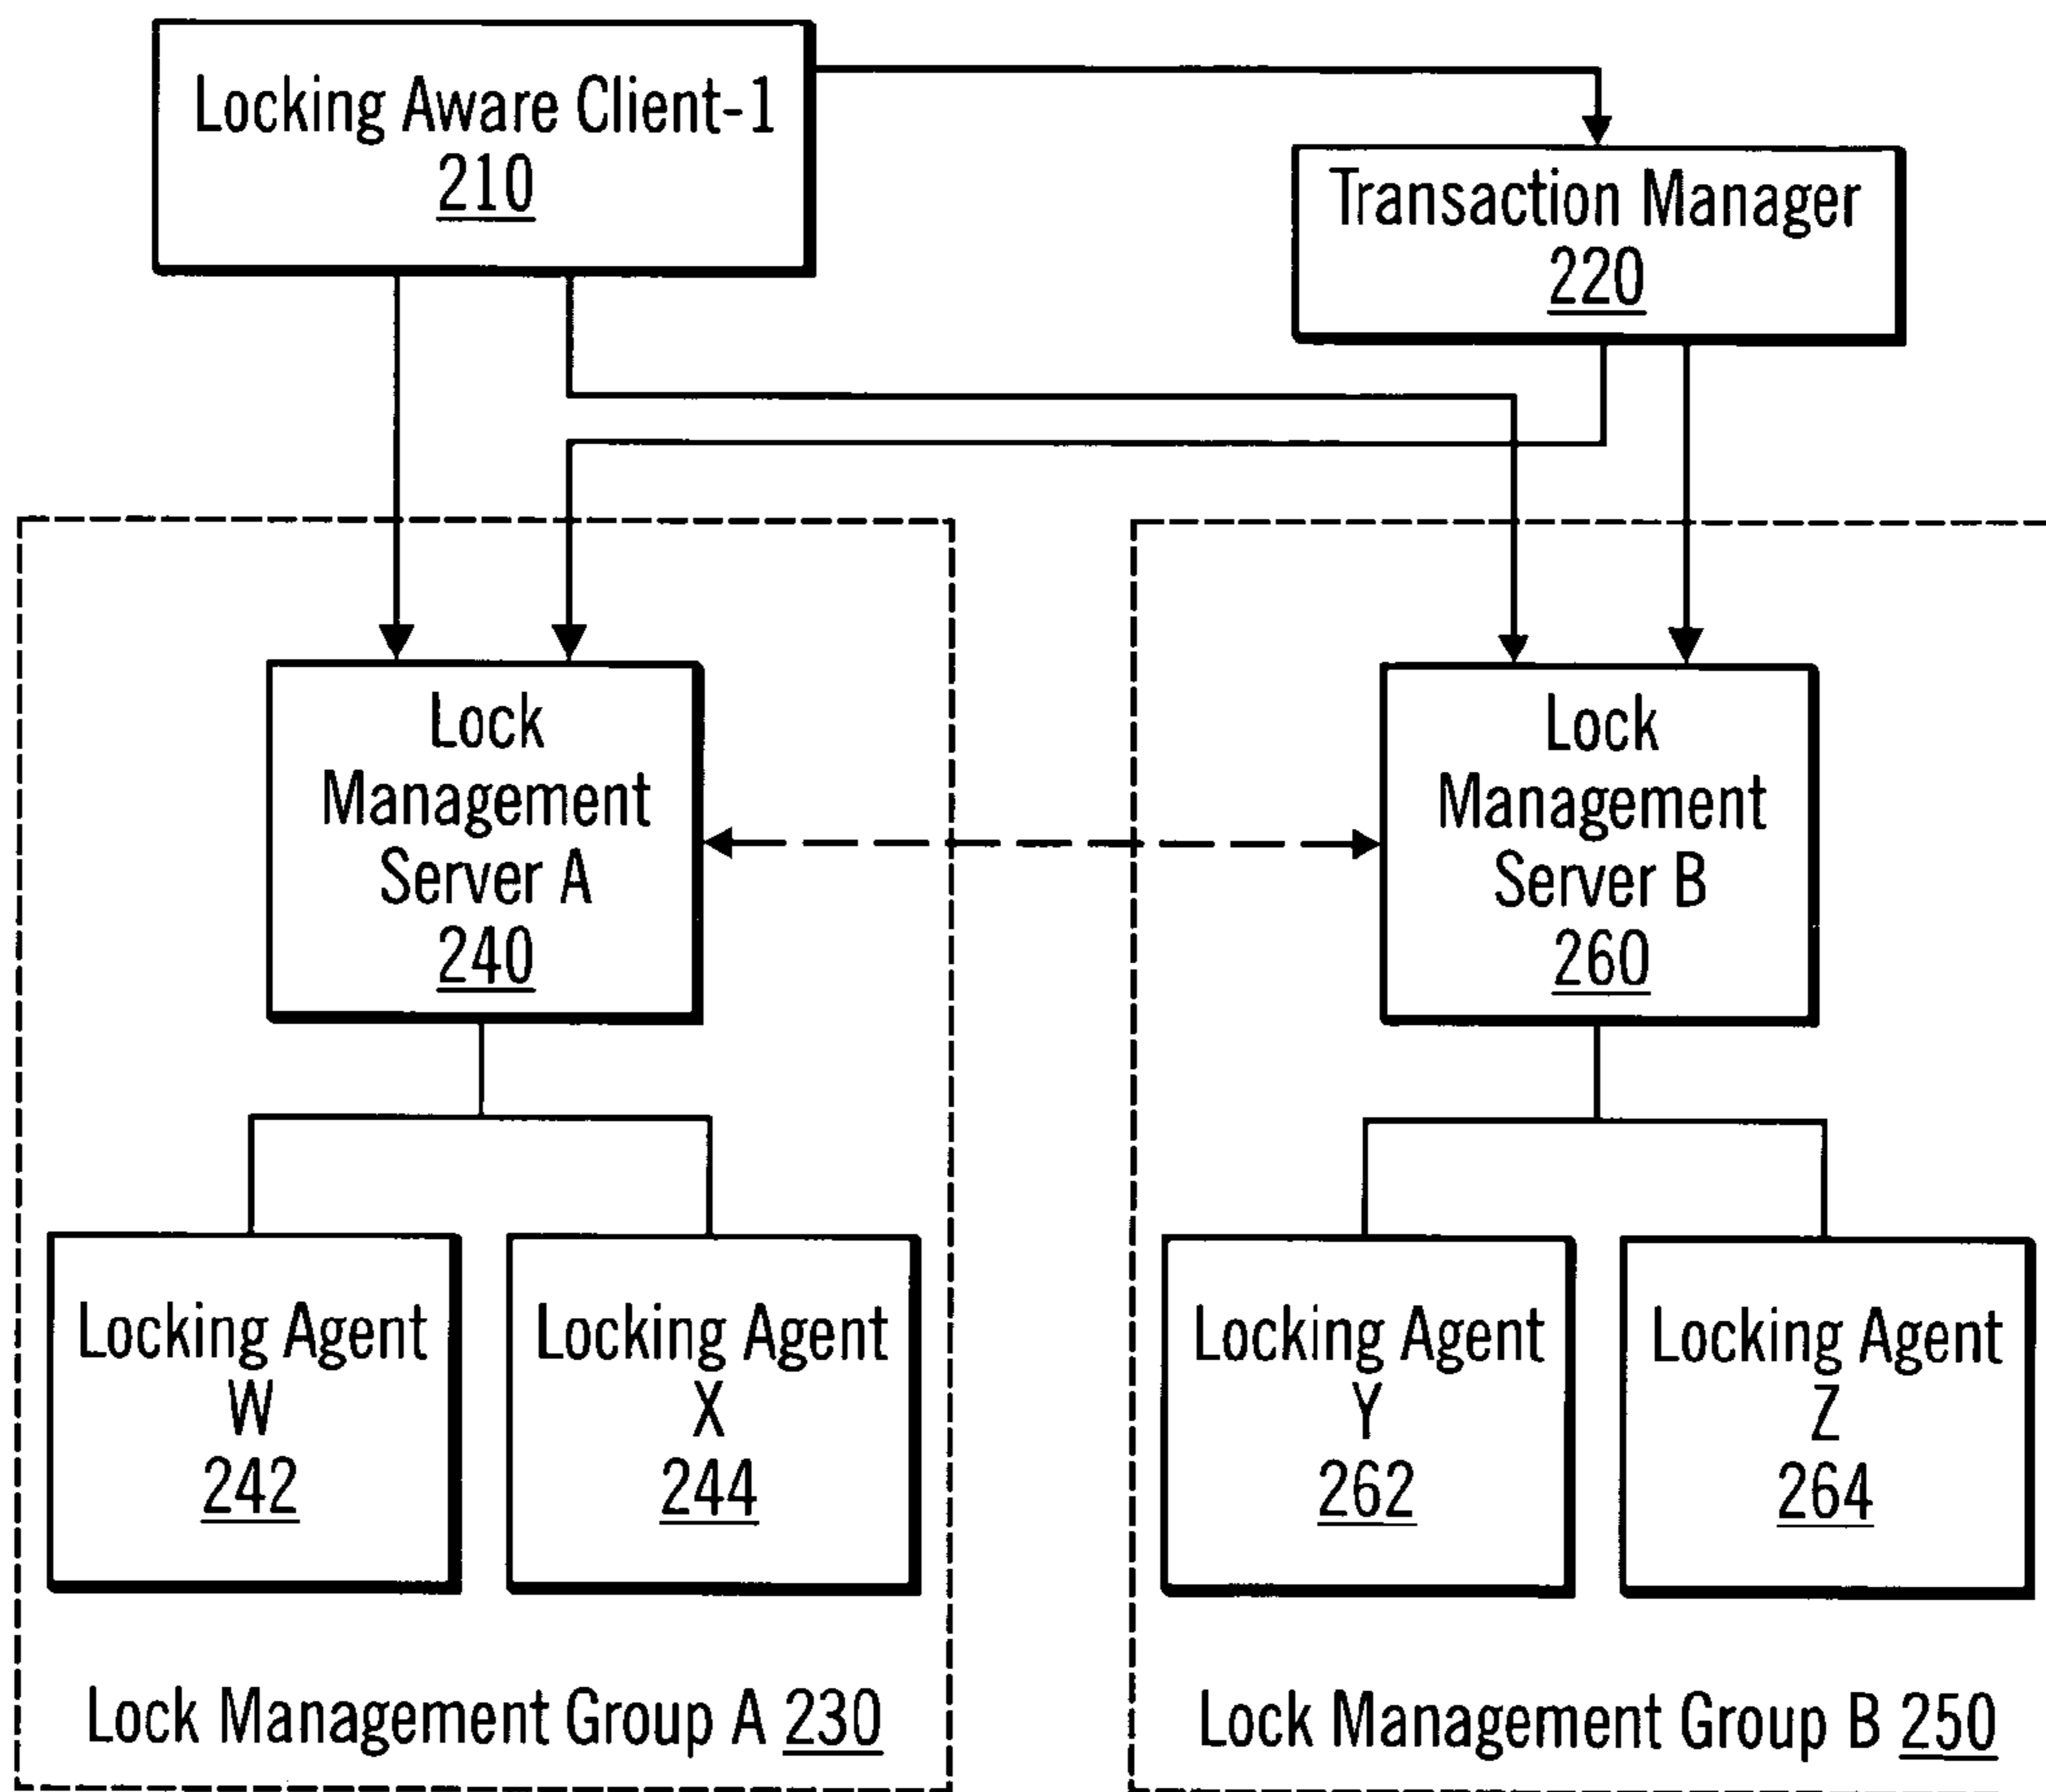 Locking Aware Client-1
210
Transaction Manager
220
Lock
Management
Server A
240
Lock
Management
Server B
260
Locking Agent
W
242
Locking Agent
X
244
Locking Agent
Y
262
Locking Agent
Z
264
Lock Management Group A 230
Lock Management Group B 250